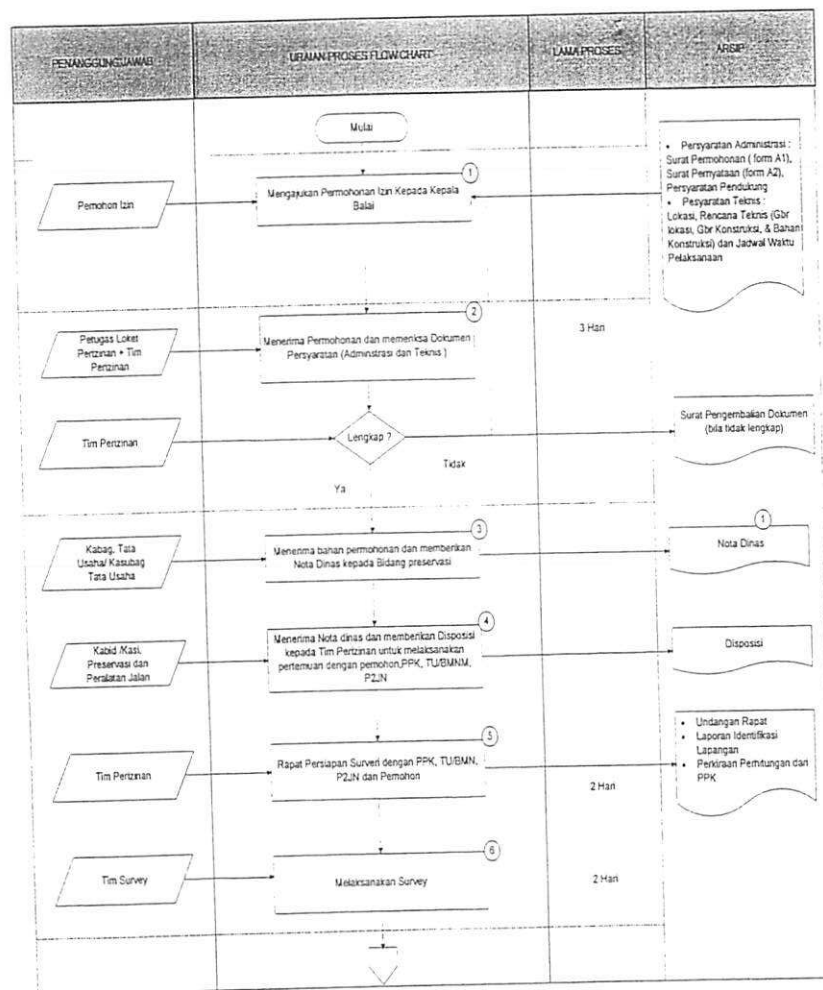 PENANGGUNGJAWAB
URAIAN PROSES FLOW CHART
LAMA PROSES
ARSIP
Mulai
Pemohon Izin
1
Mengajukan Permohonan Izin Kepada Kepala
Balai
• Persyaratan Administrasi :
Surat Permohonan ( form A1),
Surat Pernyataan (form A2),
Persyaratan Pendukung
• Pesyaratan Teknis :
Lokasi, Rencana Teknis (Gbr
lokasi, Gbr Konstruksi, & Bahan
Konstruksi) dan Jadwal Waktu
Pelaksanaan
Petugas Loket
Perizinan + Tim
Perizinan
2
Menerima Permohonan dan memeriksa Dokumen
Persyaratan (Adminstrasi dan Teknis )
3 Hari
Tim Perizinan
Lengkap ?
Tidak
Ya
Surat Pengembalian Dokumen
(bila tidak lengkap)
Kabag, Tata
Usaha/ Kasubag
Tata Usaha
3
Menerima bahan permohonan dan memberikan
Nota Dinas kepada Bidang preservasi
1
Nota Dinas
Kabid /Kasi,
Preservasi dan
Peralatan Jalan
4
Menerima Nota dinas dan memberikan Disposisi
kepada Tim Perizinan untuk melaksanakan
pertemuan dengan pemohon,PPK, TU/BMNM,
P2JN
Disposisi
Tim Perizinan
5
Rapat Persiapan Surveri dengan PPK, TU/BMN,
P2JN dan Pemohon
2 Hari
• Undangan Rapat
• Laporan Identifikasi
Lapangan
• Perkiraan Perhitungan dari
PPK
Tim Survey
6
Melaksanakan Survey
2 Hari